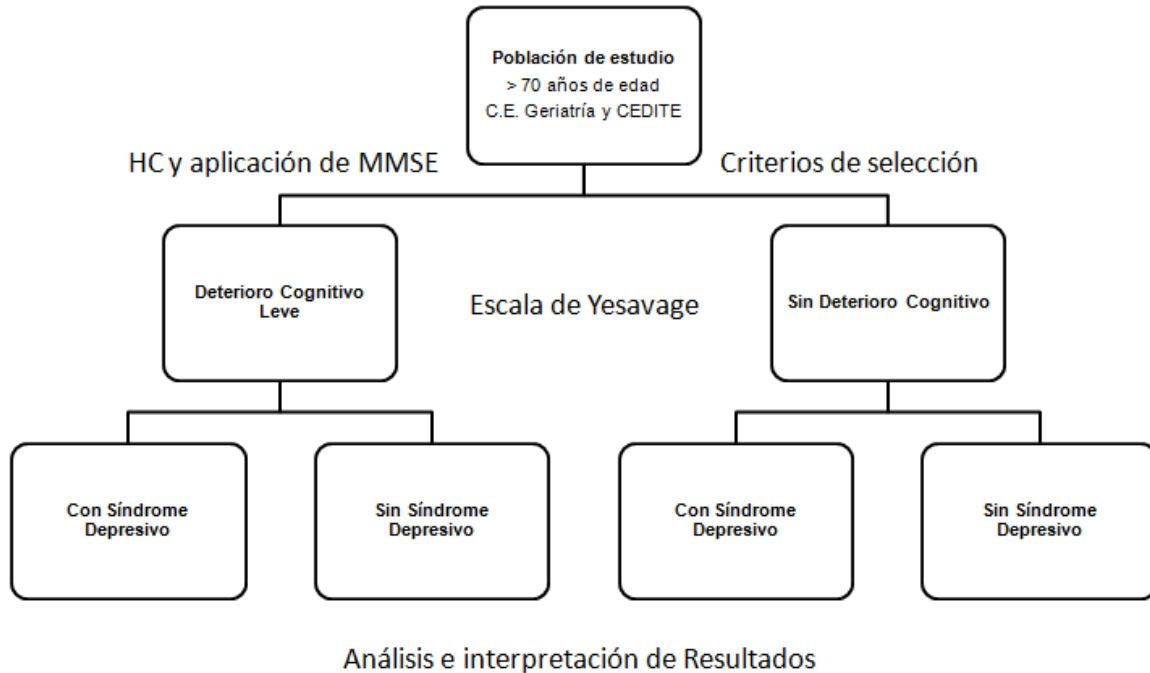 Población de estudio
> 70 años de edad
C.E. Geriatría y CEDITE
HC y aplicación de MMSE
Criterios de selección
Deterioro Cognitivo
Leve
Escala de Yesavage
Sin Deterioro Cognitivo
Con Síndrome
Depresivo
Sin Síndrome
Depresivo
Con Síndrome
Depresivo
Sin Síndrome
Depresivo
Análisis e interpretación de Resultados